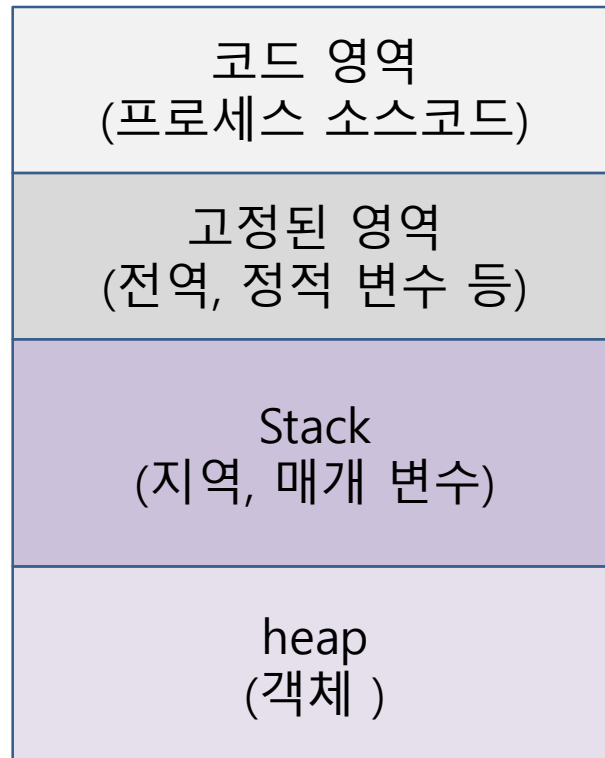 코드 영역
(프로세스 소스코드)
고정된 영역
(전역, 정적 변수 등)
Stack
(지역, 매개 변수)
heap
(객체 )